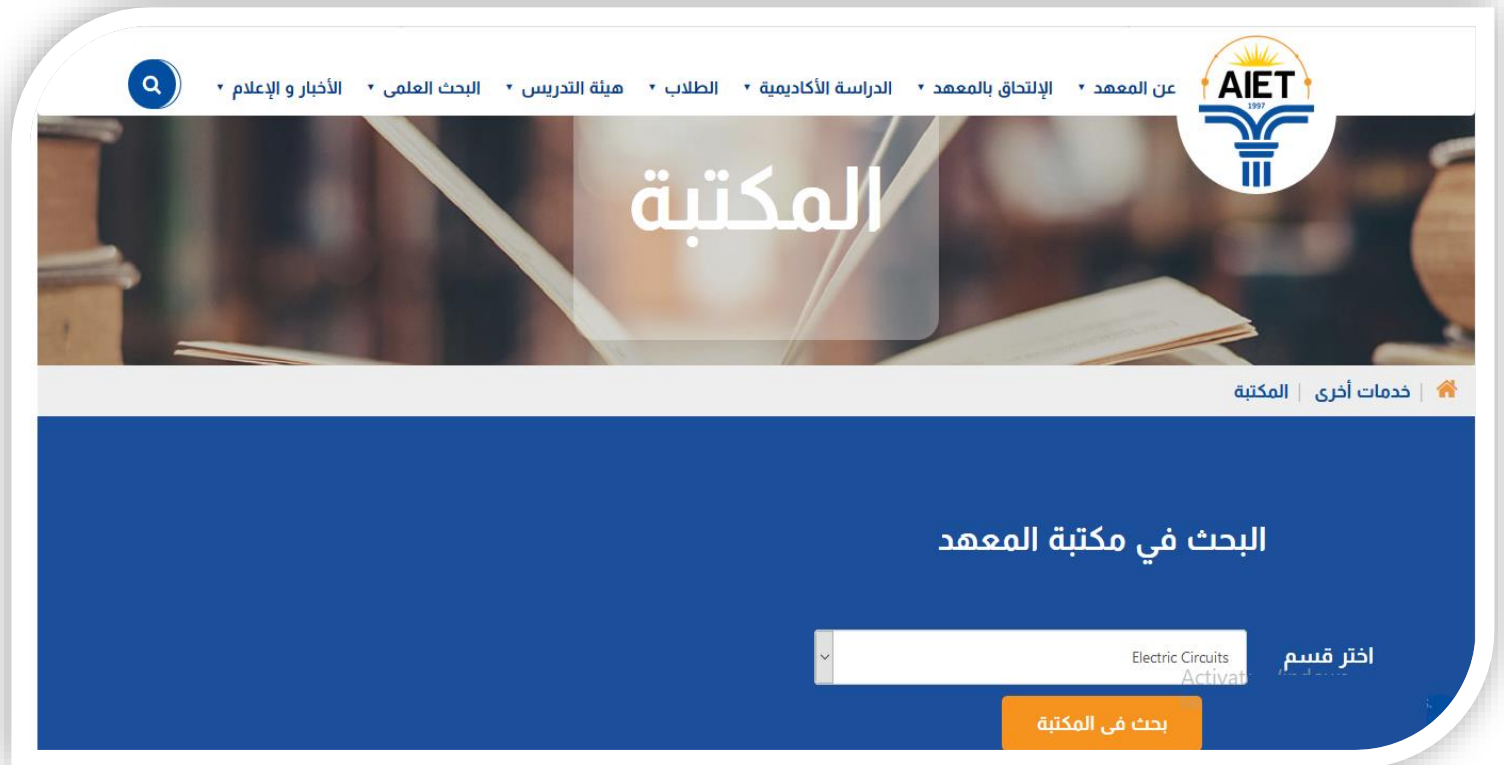 AIET
1997
عن المعهد
الإلتحاق بالمعهد
الدراسة الأكاديمية
الطلاب
هيئة التدريس
البحث العلمى
الأخبار و الإعلام
المكتبة
خدمات أخرى | المكتبة
البحث في مكتبة المعهد
اختر قسم
Electric Circuits
بحث فى المكتبة